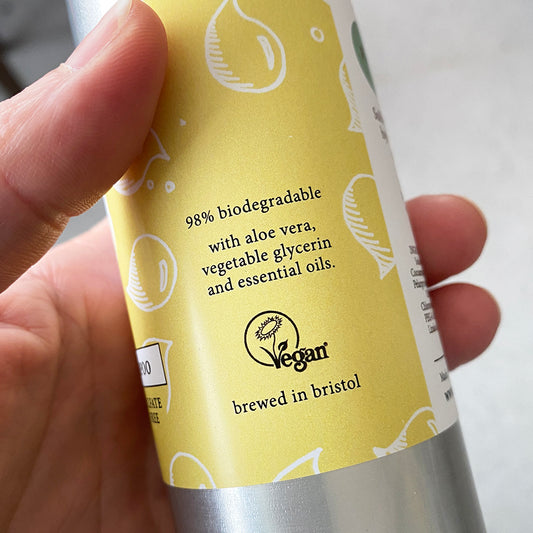 98% biodegradable
with aloe vera,
vegetable glycerin
and essential oils.
Vegan
brewed in bristol